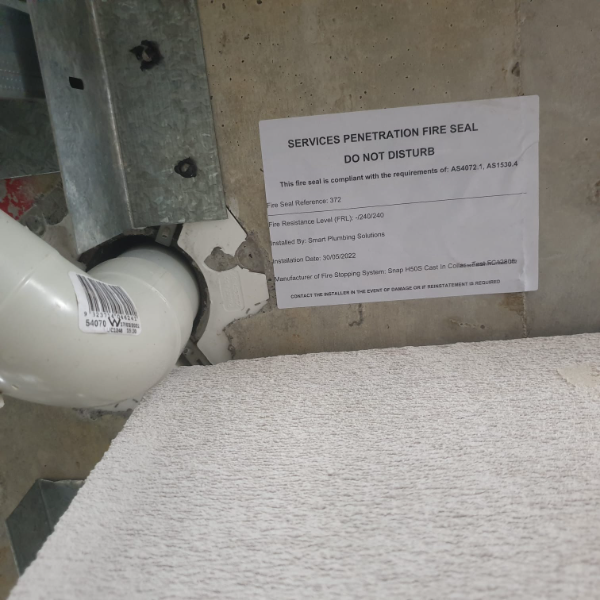 SERVICES PENETRATION FIRE SEAL
DO NOT DISTURB
This fire seal is compliant with the requirements of: AS4072.1, AS1530.4
Fire Seal Reference: 372
Fire Resistance Level (FRL): -/240/240
Installed By: Smart Plumbing Solutions
Installation Date: 30/05/2022
Manufacturer of Fire Stopping System: Snap H50S Cast In Collar
CONTACT THE INSTALLER IN THE EVENT OF DAMAGE OR IF REINSTATEMENT IS REQUIRED
54070